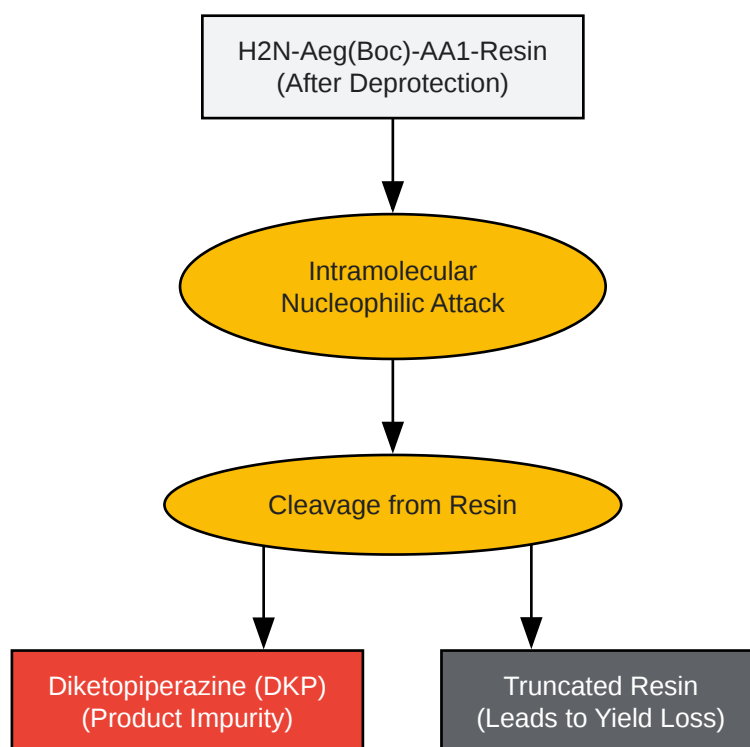 H2N-Aeg(Boc)-AA1-Resin
(After Deprotection)
Intramolecular
Nucleophilic Attack
Cleavage from Resin
Diketopiperazine (DKP)
(Product Impurity)
Truncated Resin
(Leads to Yield Loss)